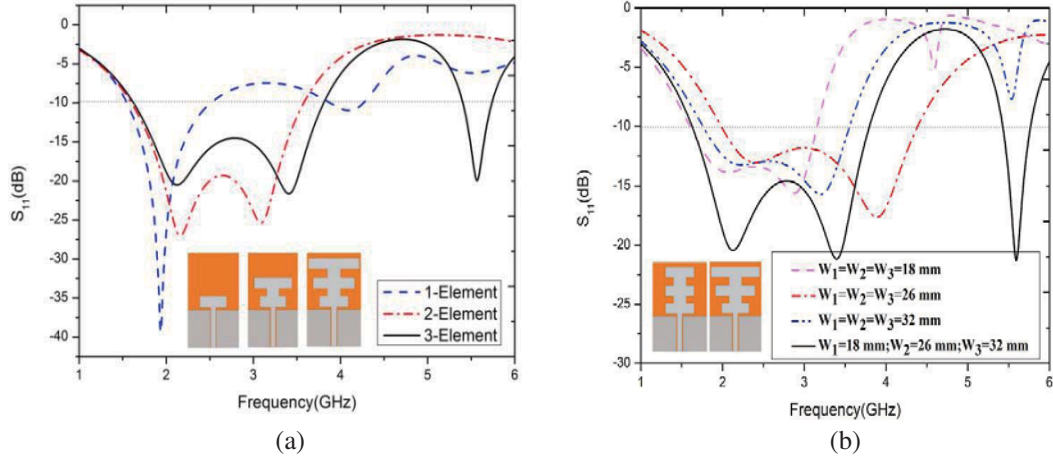 (a)
0
-5
-10
-15
-20
-25
-30
-35
-40
S11(dB)
1-Element
2-Element
3-Element
1 2 3 4 5 6
Frequency(GHz)
(a)
(b)
0
-5
-10
-15
-20
-25
-30
S11(dB)
W1=W2=W3=18 mm
W1=W2=W3=26 mm
W1=W2=W3=32 mm
W1=18 mm;W2=26 mm;W3=32 mm
1 2 3 4 5 6
Frequency(GHz)
(b)